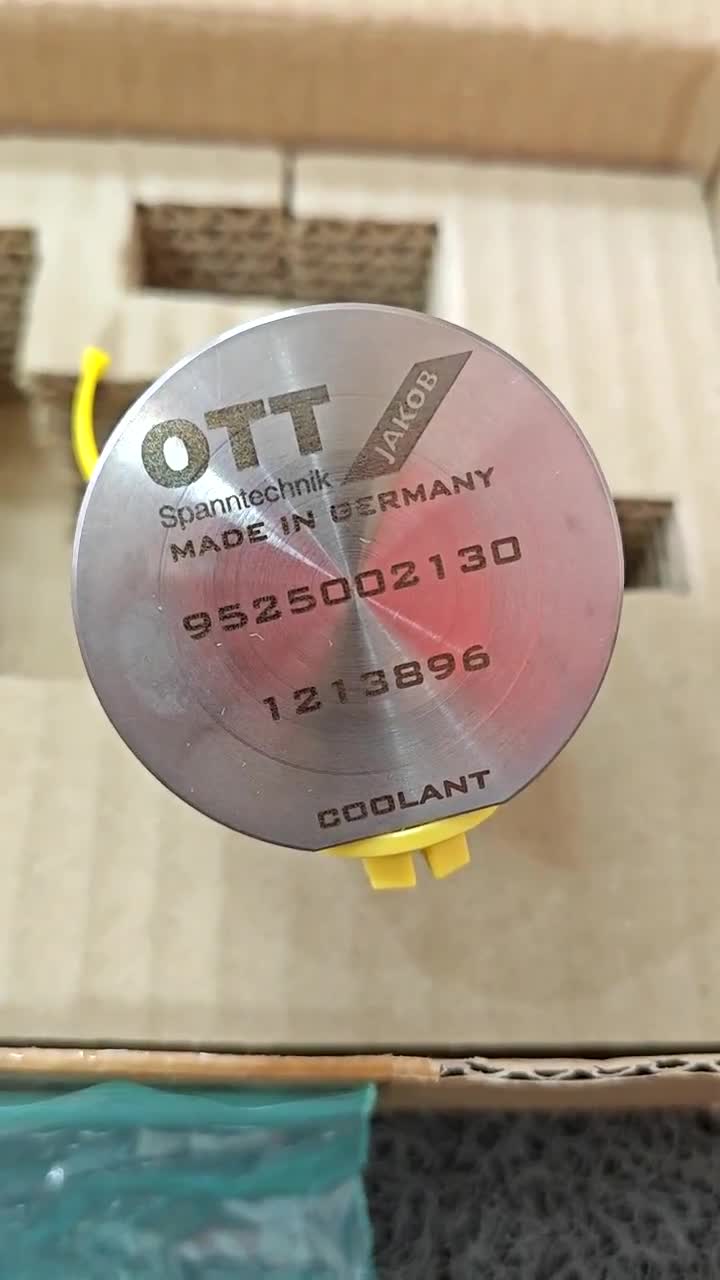 OTT
JAKOB
Spanntechnik
MADE IN GERMANY
9525002130
1213896
COOLANT